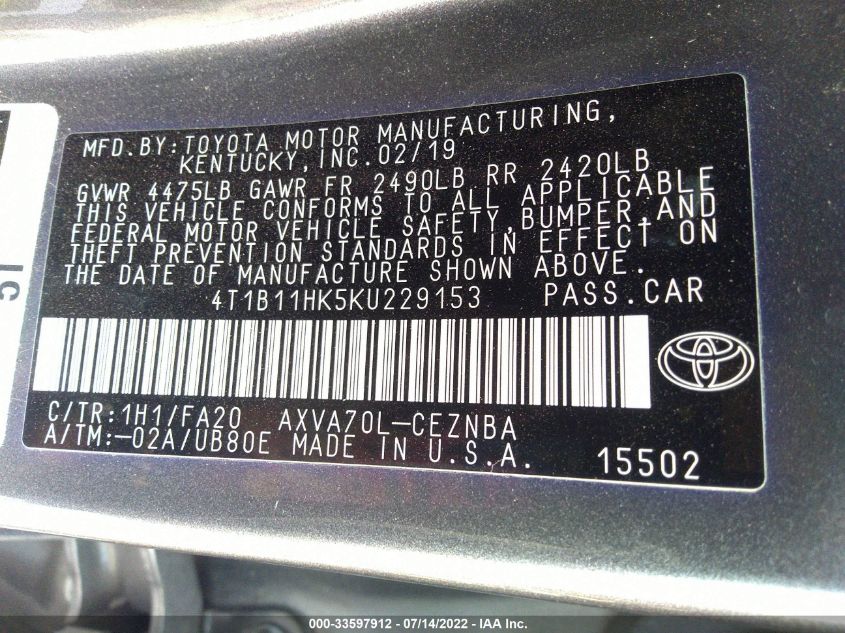 MFD.BY:TOYOTA MOTOR MANUFACTURING,
KENTUCKY,INC.02/19
GVWR 4475LB GAWR FR 2490LB RR 2420LB
THIS VEHICLE CONFORMS TO ALL APPLICABLE
FEDERAL MOTOR VEHICLE SAFETY,BUMPER,AND
THEFT PREVENTION STANDARDS IN EFFECT ON
THE DATE OF MANUFACTURE SHOWN ABOVE.
4T1B11HK5KU229153 PASS.CAR
C/TR:1H1/FA20 AXVA70L-CEZNBA
A/TM:-02A/UB80E MADE IN U.S.A. 15502
000-33597912 - 07/14/2022 - IAA Inc.